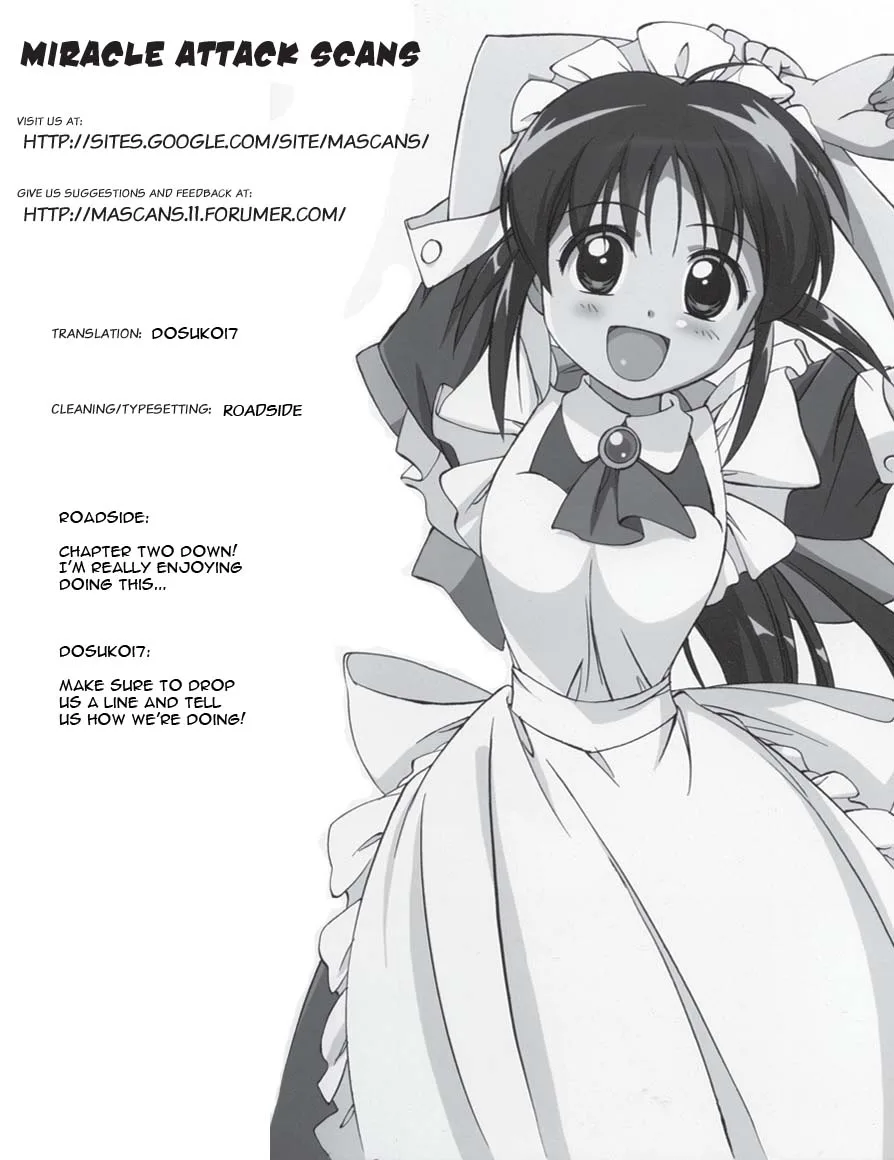 MIRACLE ATTACK SCANS
VISIT US AT:
HTTP://SITES.GOOGLE.COM/SITE/MASCANS/
GIVE US SUGGESTIONS AND FEEDBACK AT:
HTTP://MASCANS.11.FORUMER.COM/
TRANSLATION: DOSUKO17
CLEANING/TYPESETTING: ROADSIDE
ROADSIDE:
CHAPTER TWO DOWN!
I'M REALLY ENJOYING
DOING THIS...
DOSUKO17:
MAKE SURE TO DROP
US A LINE AND TELL
US HOW WE'RE DOING!